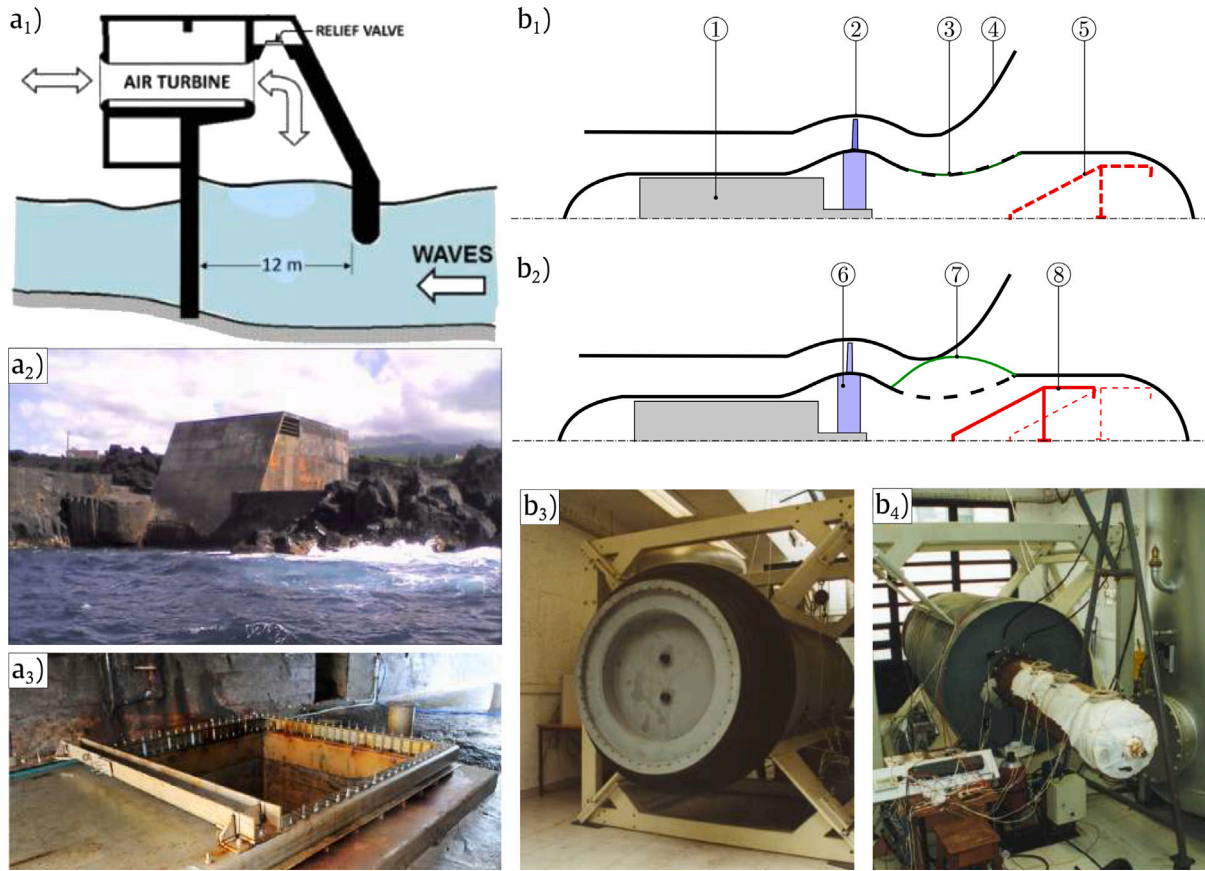 a₁)
RELIEF VALVE
AIR TURBINE
12 m
WAVES
a₂)
a₃)
b₁)
① ② ③ ④ ⑤
b₂)
⑥ ⑦ ⑧
b₃)
b₄)